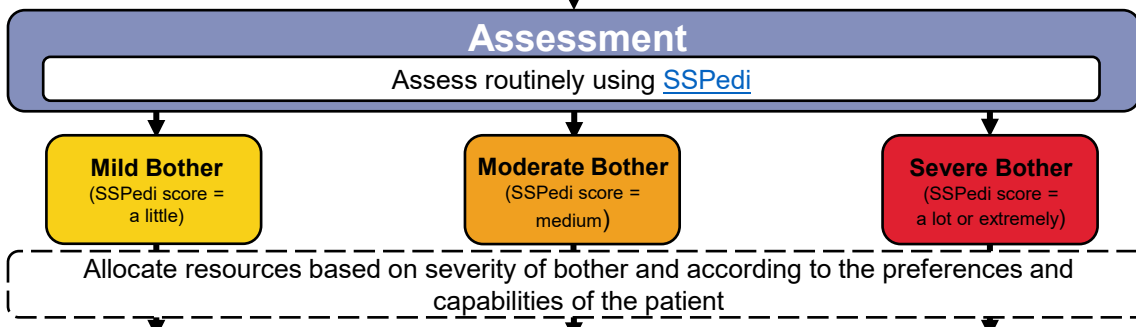 Assessment
Assess routinely using SSPedi
Mild Bother
(SSPedi score =
a little)
Moderate Bother
(SSPedi score =
medium)
Severe Bother
(SSPedi score =
a lot or extremely)
Allocate resources based on severity of bother and according to the preferences and
capabilities of the patient